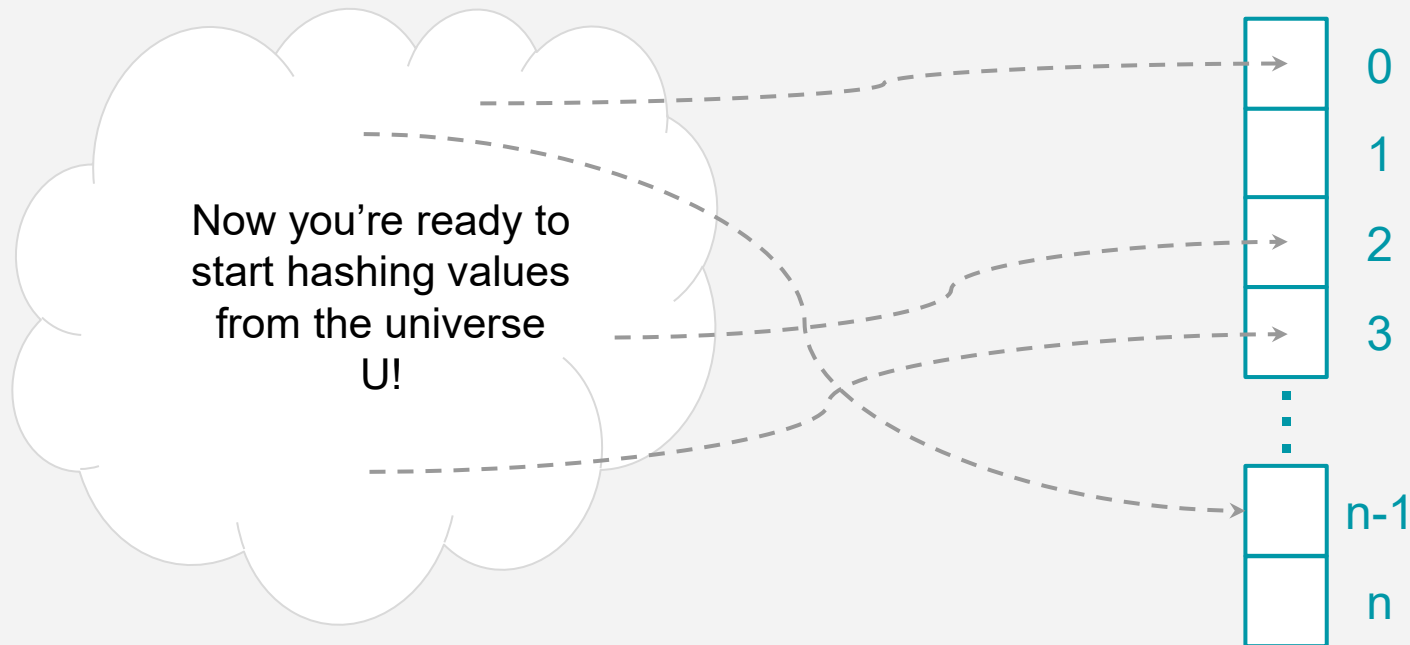 Now you’re ready to
start hashing values
from the universe
U!
0
1
2
3
n-1
n